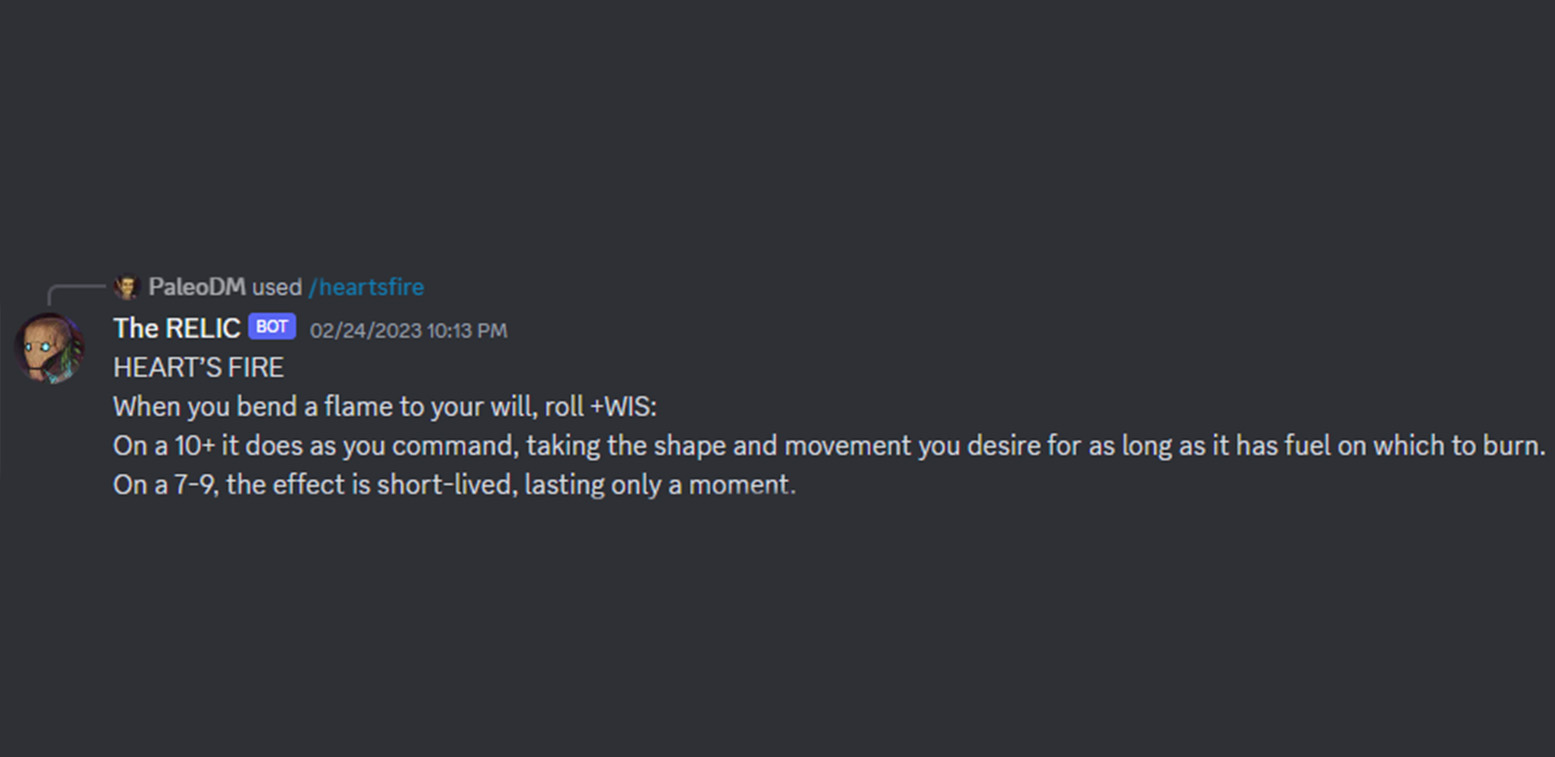 PaleoDM used /heartsfire
The RELIC BOT 02/24/2023 10:13 PM
HEART’S FIRE
When you bend a flame to your will, roll +WIS:
On a 10+ it does as you command, taking the shape and movement you desire for as long as it has fuel on which to burn.
On a 7-9, the effect is short-lived, lasting only a moment.